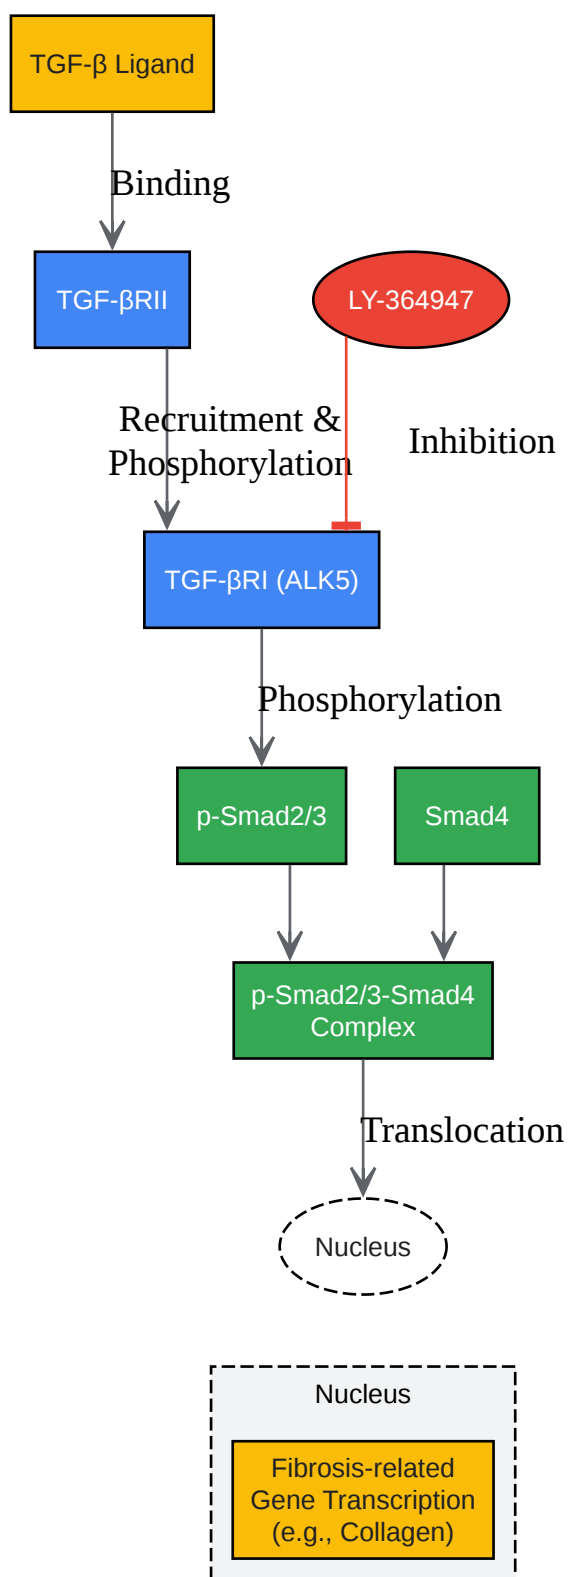 TGF-β Ligand
Binding
TGF-βRII
LY-364947
Recruitment &
Phosphorylation
Inhibition
TGF-βRI (ALK5)
Phosphorylation
p-Smad2/3
Smad4
p-Smad2/3-Smad4
Complex
Translocation
Nucleus
Nucleus
Fibrosis-related
Gene Transcription
(e.g., Collagen)